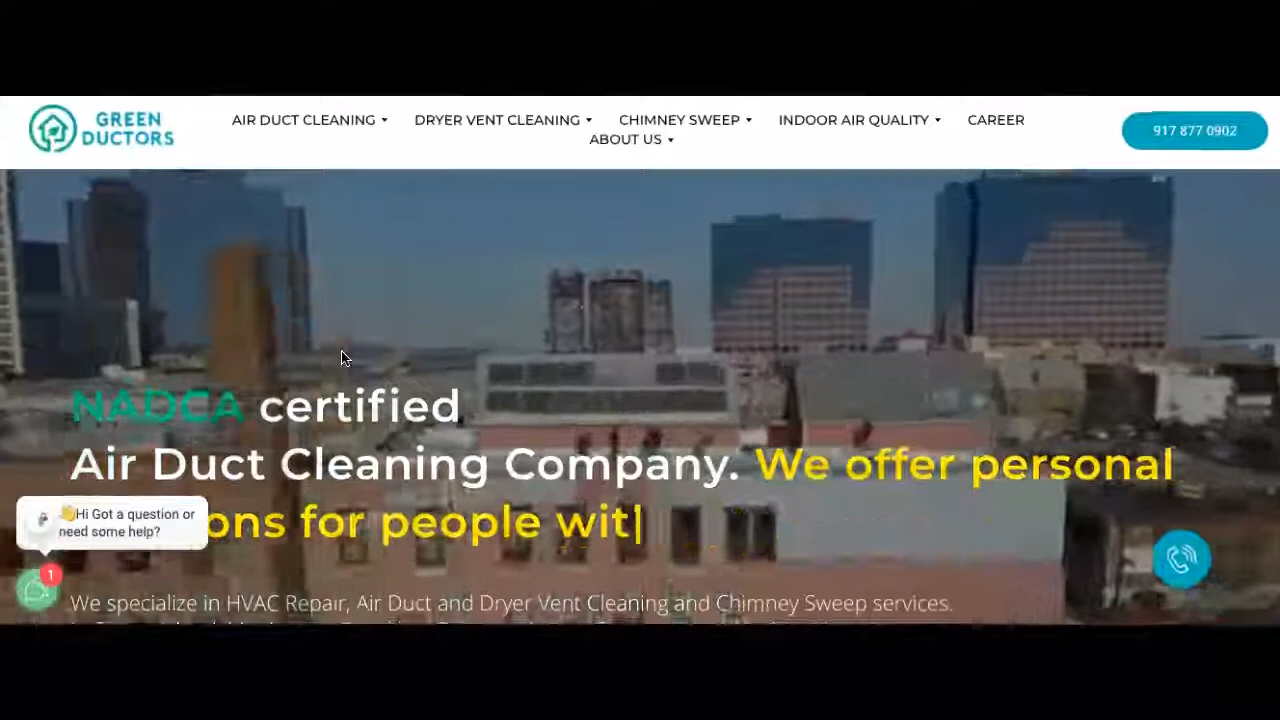 GREEN
DUCTORS
AIR DUCT CLEANING
DRYER VENT CLEANING
CHIMNEY SWEEP
INDOOR AIR QUALITY
CAREER
ABOUT US
917 877 0902
NADCA certified
Air Duct Cleaning Company. We offer personal
ons for people wit|
👋Hi Got a question or
need some help?
1
We specialize in HVAC Repair, Air Duct and Dryer Vent Cleaning and Chimney Sweep services.